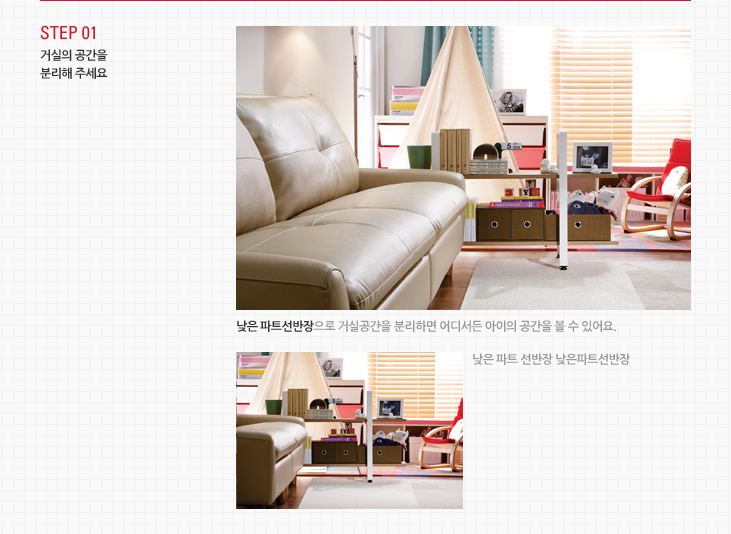 STEP 01
거실의 공간을
분리해 주세요
낮은 파트선반장으로 거실공간을 분리하면 어디서든 아이의 공간을 볼 수 있어요.
낮은 파트 선반장 낮은파트선반장